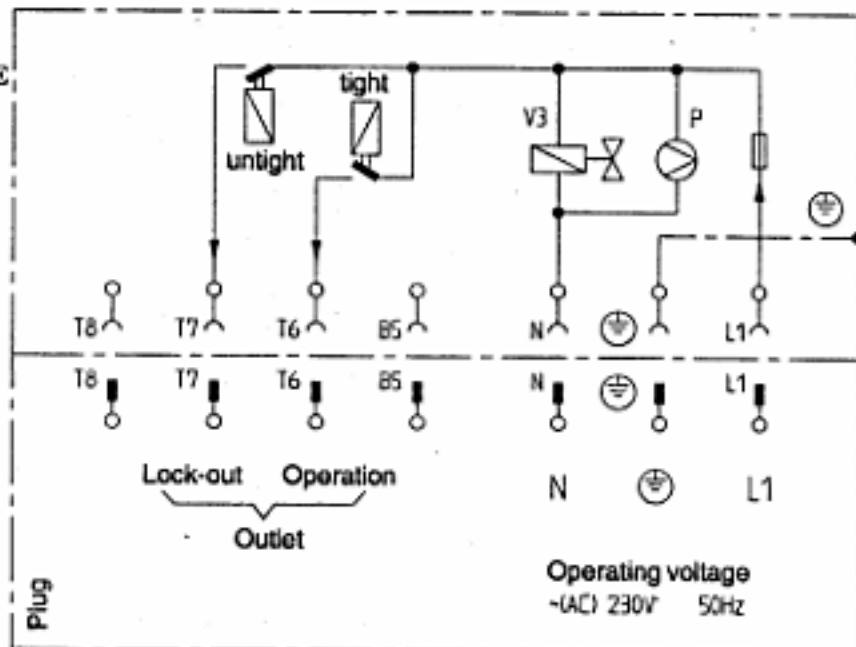 tight
V3 P
untight
T8 T7 T6 B5 N L1
T8 T7 T6 B5 N L1
Lock-out Operation N L1
Outlet
Operating voltage
~(AC) 230V 50Hz
Plug